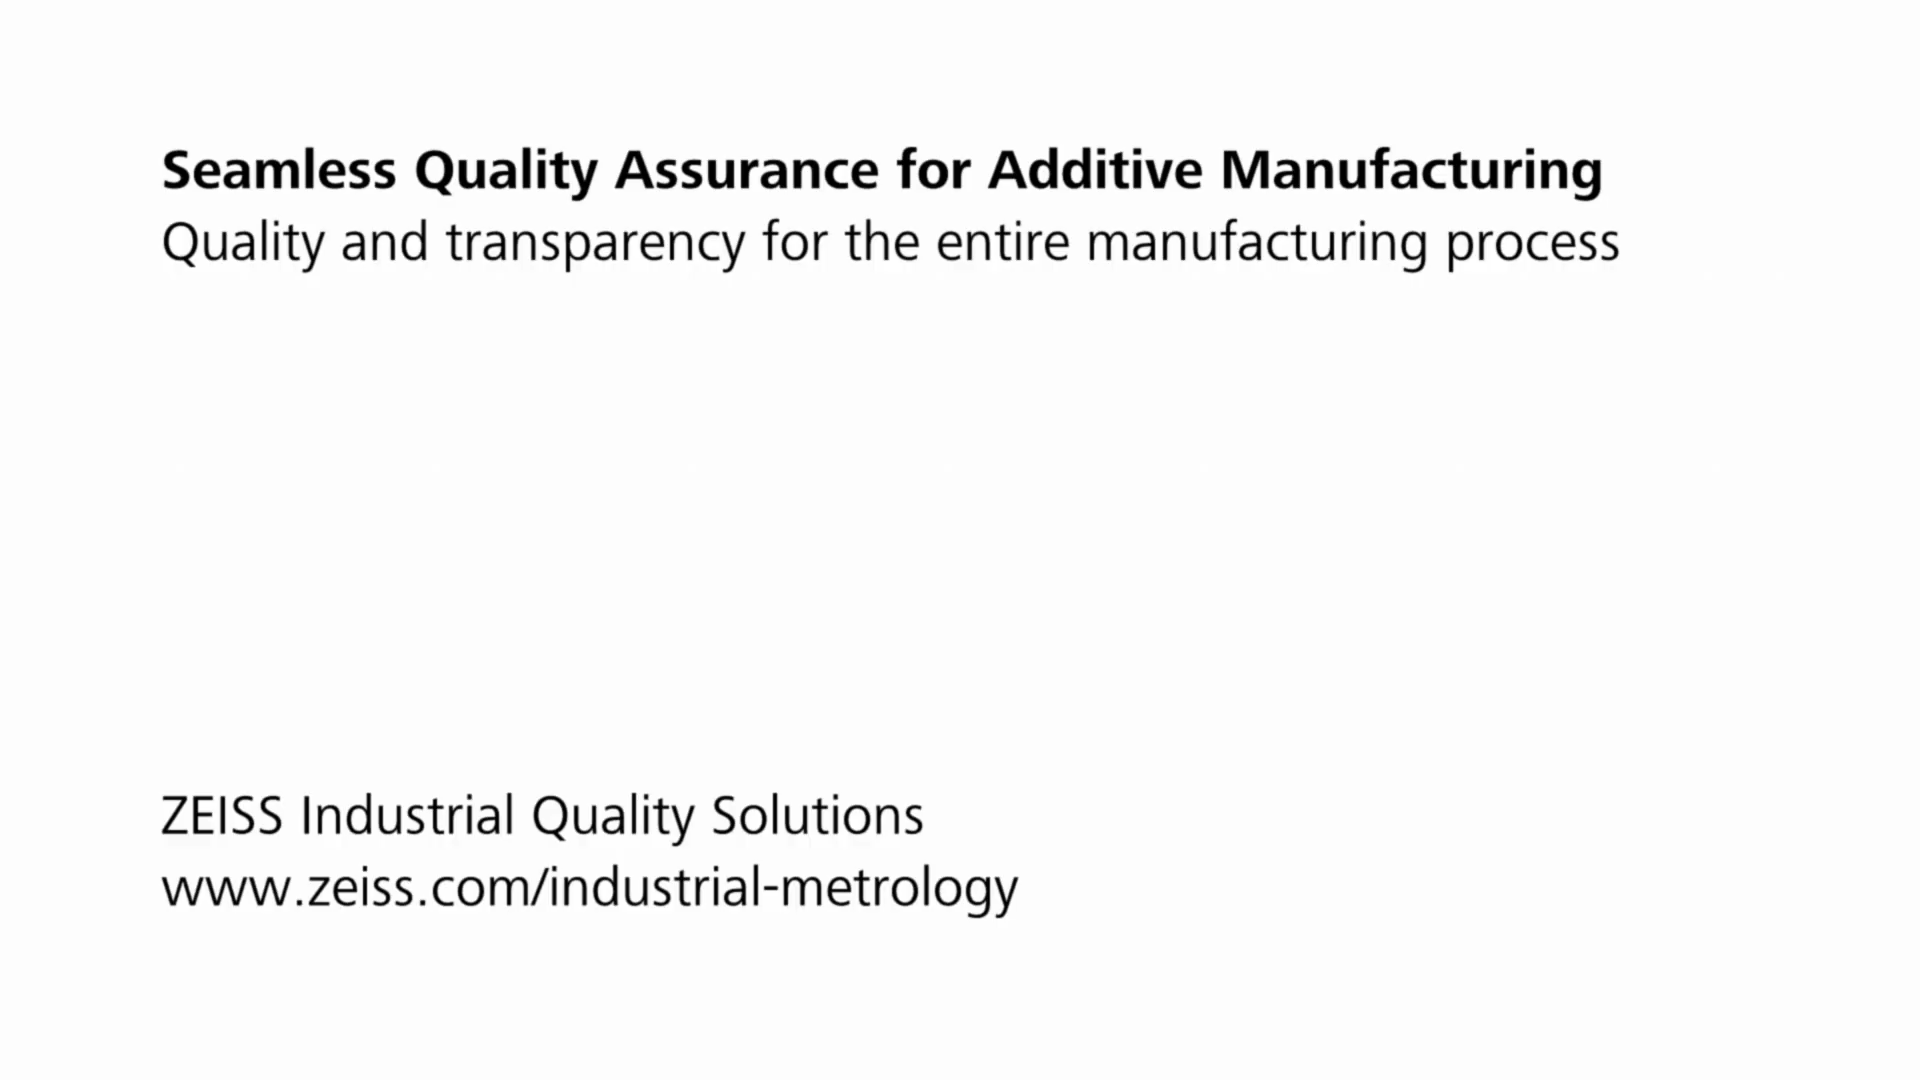 Seamless Quality Assurance for Additive Manufacturing
Quality and transparency for the entire manufacturing process
ZEISS Industrial Quality Solutions
www.zeiss.com/industrial-metrology